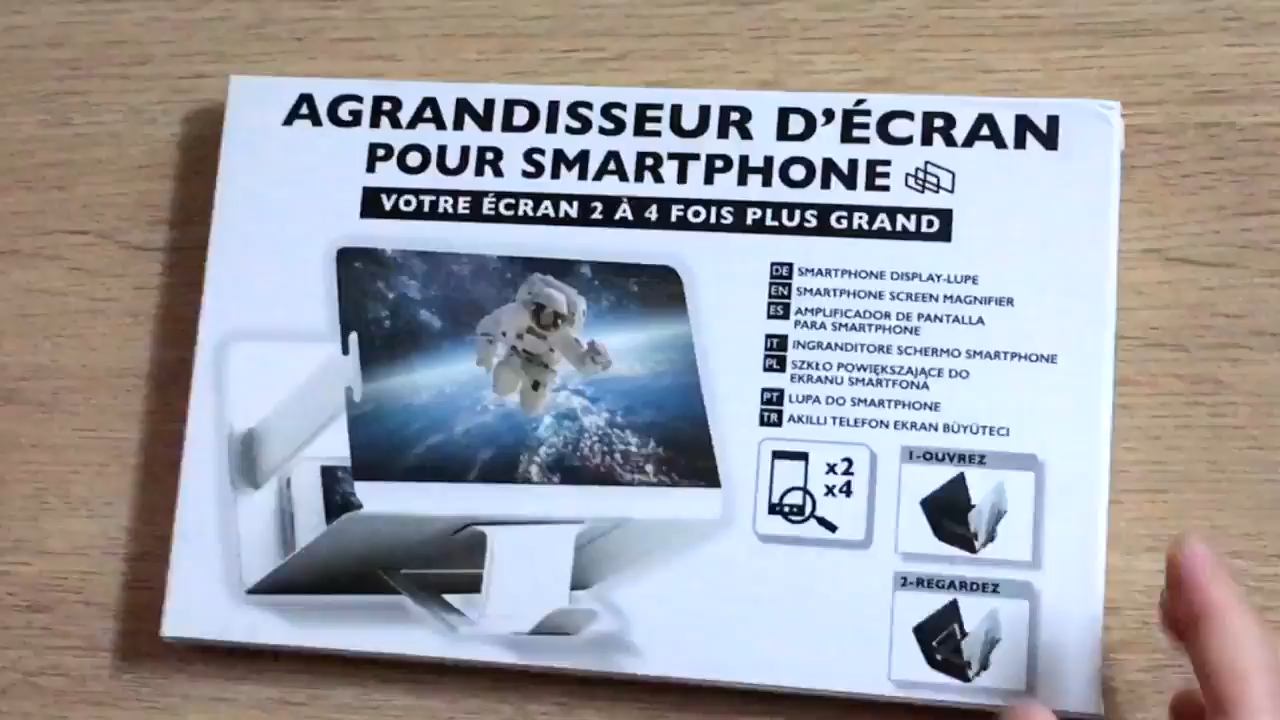 AGRANDISSEUR D'ÉCRAN
POUR SMARTPHONE
VOTRE ÉCRAN 2 À 4 FOIS PLUS GRAND
DE SMARTPHONE DISPLAY-LUPE
EN SMARTPHONE SCREEN MAGNIFIER
ES AMPLIFICADOR DE PANTALLA
PARA SMARTPHONE
IT INGRANDITORE SCHERMO SMARTPHONE
PL SZKŁO POWIĘKSZAJĄCE DO
EKRANU SMARTFONA
PT LUPA DO SMARTPHONE
TR AKILLI TELEFON EKRAN BÜYÜTECI
x2
x4
1-OUVREZ
2-REGARDEZ